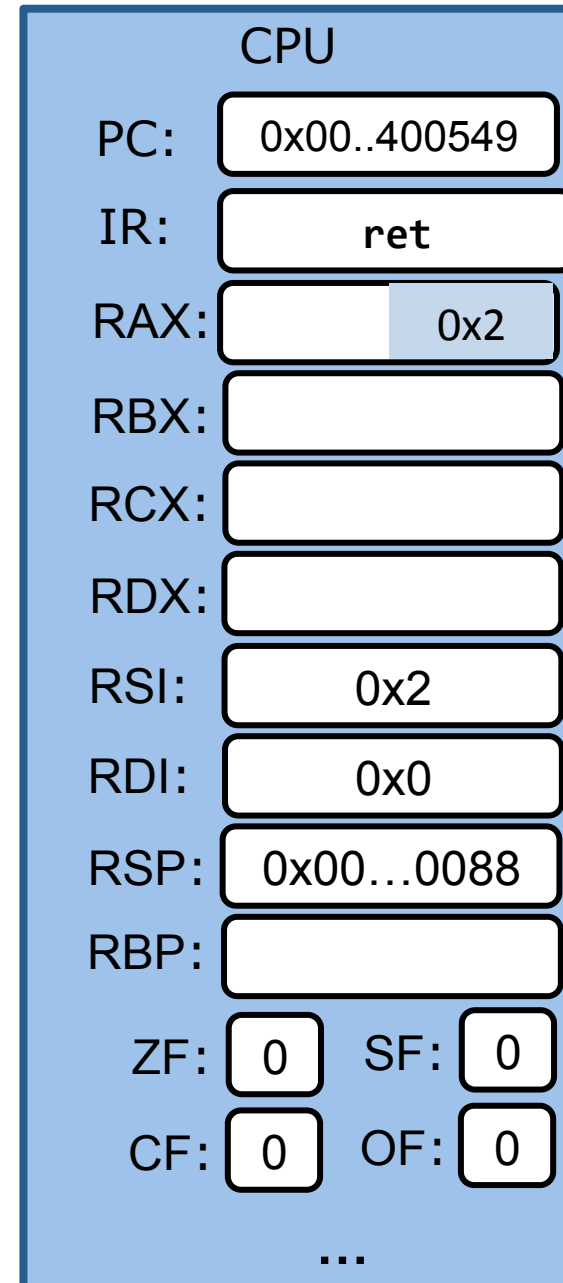 CPU
PC: 0x00..400549
IR: ret
RAX: 0x2
RBX:
RCX:
RDX:
RSI: 0x2
RDI: 0x0
RSP: 0x00...0088
RBP:
ZF: 0 SF: 0
CF: 0 OF: 0
...